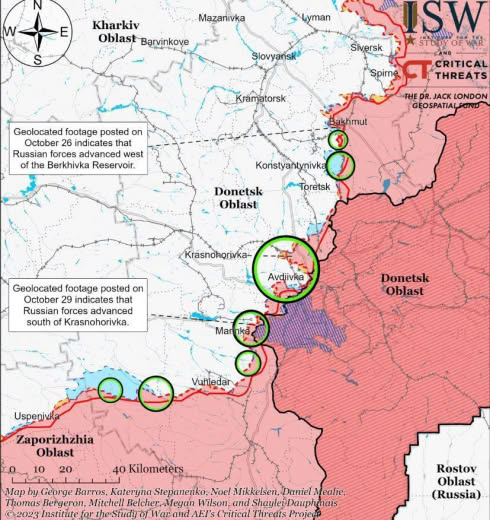 N
W
E
S
Kharkiv
Oblast
Mazanivka
Lyman
Barvinkove
Slovyansk
Siversk
Spirne
Kramatorsk
ISW
INSTITUTE FOR THE
STUDY OF WAR
AND
CT CRITICAL
THREATS
THE DR. JACK LONDON
GEOSPATIAL FUND
Bakhmut
Geolocated footage posted on
October 26 indicates that
Russian forces advanced west
of the Berkhivka Reservoir.
Konstyantynivka
Toretsk
Donetsk
Oblast
Krasnohorivka
Avdiivka
Donetsk
Oblast
Geolocated footage posted on
October 29 indicates that
Russian forces advanced
south of Krasnohorivka.
Marinka
Vuhledar
Uspenivka
Zaporizhzhia
Oblast
0 10 20 40 Kilometers
Rostov
Oblast
(Russia)
Map by George Barros, Kateryna Stepanenko, Noel Mikkelsen, Daniel Mealie,
Thomas Bergeron, Mitchell Belcher, Megan Wilson, and Shayley Dauphinais
© 2023 Institute for the Study of War and AEI's Critical Threats Project